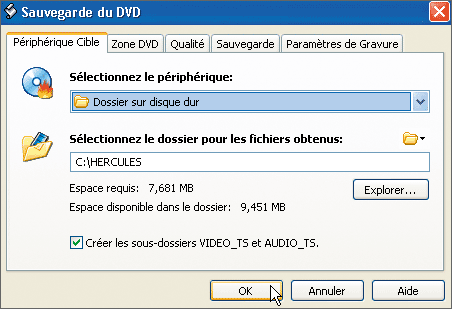 Sauvegarde du DVD
Périphérique Cible Zone DVD Qualité Sauvegarde Paramètres de Gravure
Sélectionnez le périphérique:
Dossier sur disque dur
Sélectionnez le dossier pour les fichiers obtenus:
C:\HERCULES
Espace requis: 7,681 MB
Explorer...
Espace disponible dans le dossier: 9,451 MB
Créer les sous-dossiers VIDEO_TS et AUDIO_TS.
OK Annuler Aide